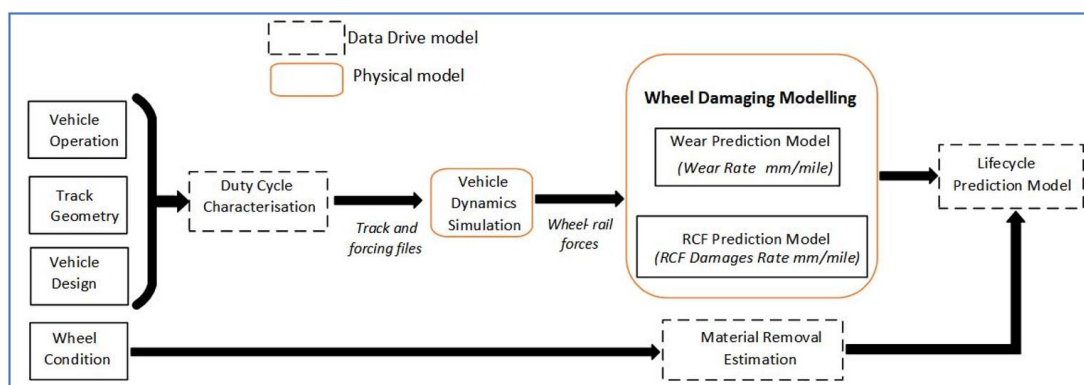 Data Drive model
Physical model
Vehicle
Operation
Track
Geometry
Vehicle
Design
Wheel
Condition
Duty Cycle
Characterisation
Track and
forcing files
Vehicle
Dynamics
Simulation
Wheel- rail
forces
Wheel Damaging Modelling
Wear Prediction Model
(Wear Rate mm/mile)
RCF Prediction Model
(RCF Damages Rate mm/mile)
Material Removal
Estimation
Lifecycle
Prediction Model